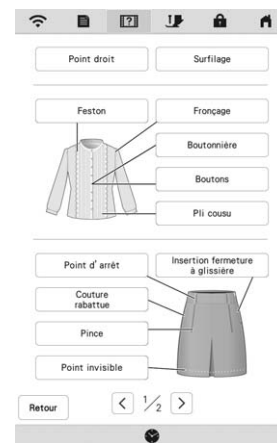 Point droit
Surfilage
Feston
Fronçage
Boutonnière
Boutons
Pli cousu
Point d'arrêt
Insertion fermeture
à glissière
Couture
rabattue
Pince
Point invisible
Retour
1/2